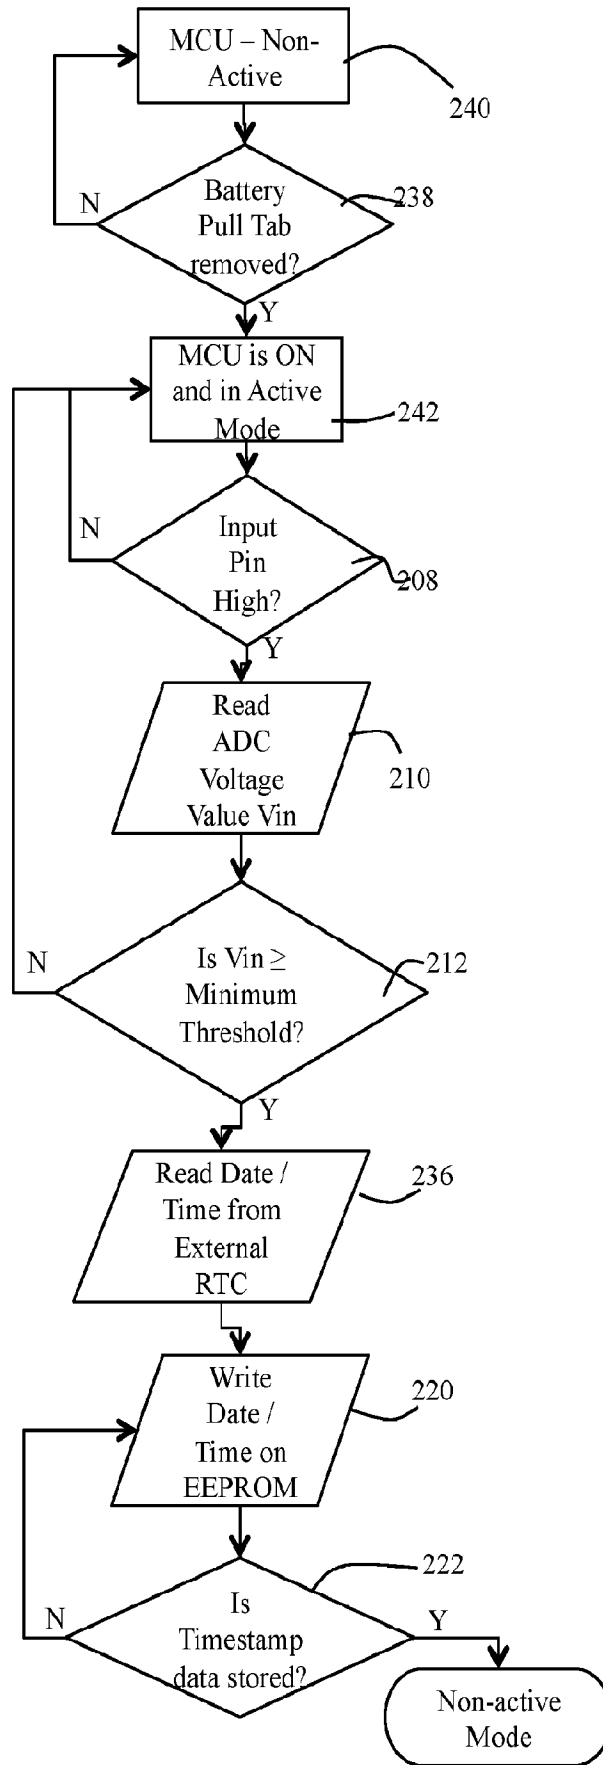 MCU – Non-
Active
240
Battery
Pull Tab
removed?
238
N
Y
MCU is ON
and in Active
Mode
242
N
Input
Pin
High?
208
Y
Read
ADC
Voltage
Value Vin
210
N
Is Vin ≥
Minimum
Threshold?
212
Y
Read Date /
Time from
External
RTC
236
Write
Date /
Time on
EEPROM
220
222
N
Is
Timestamp
data stored?
Y
Non-active
Mode